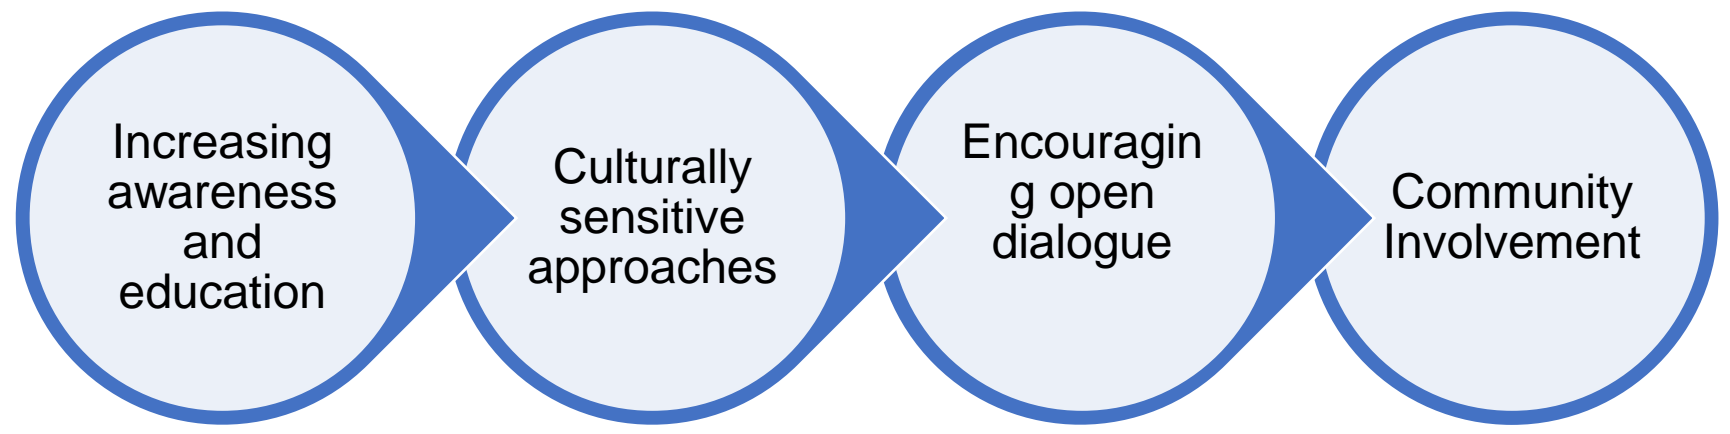 Increasing
awareness
and
education
Culturally
sensitive
approaches
Encouragin
g open
dialogue
Community
Involvement